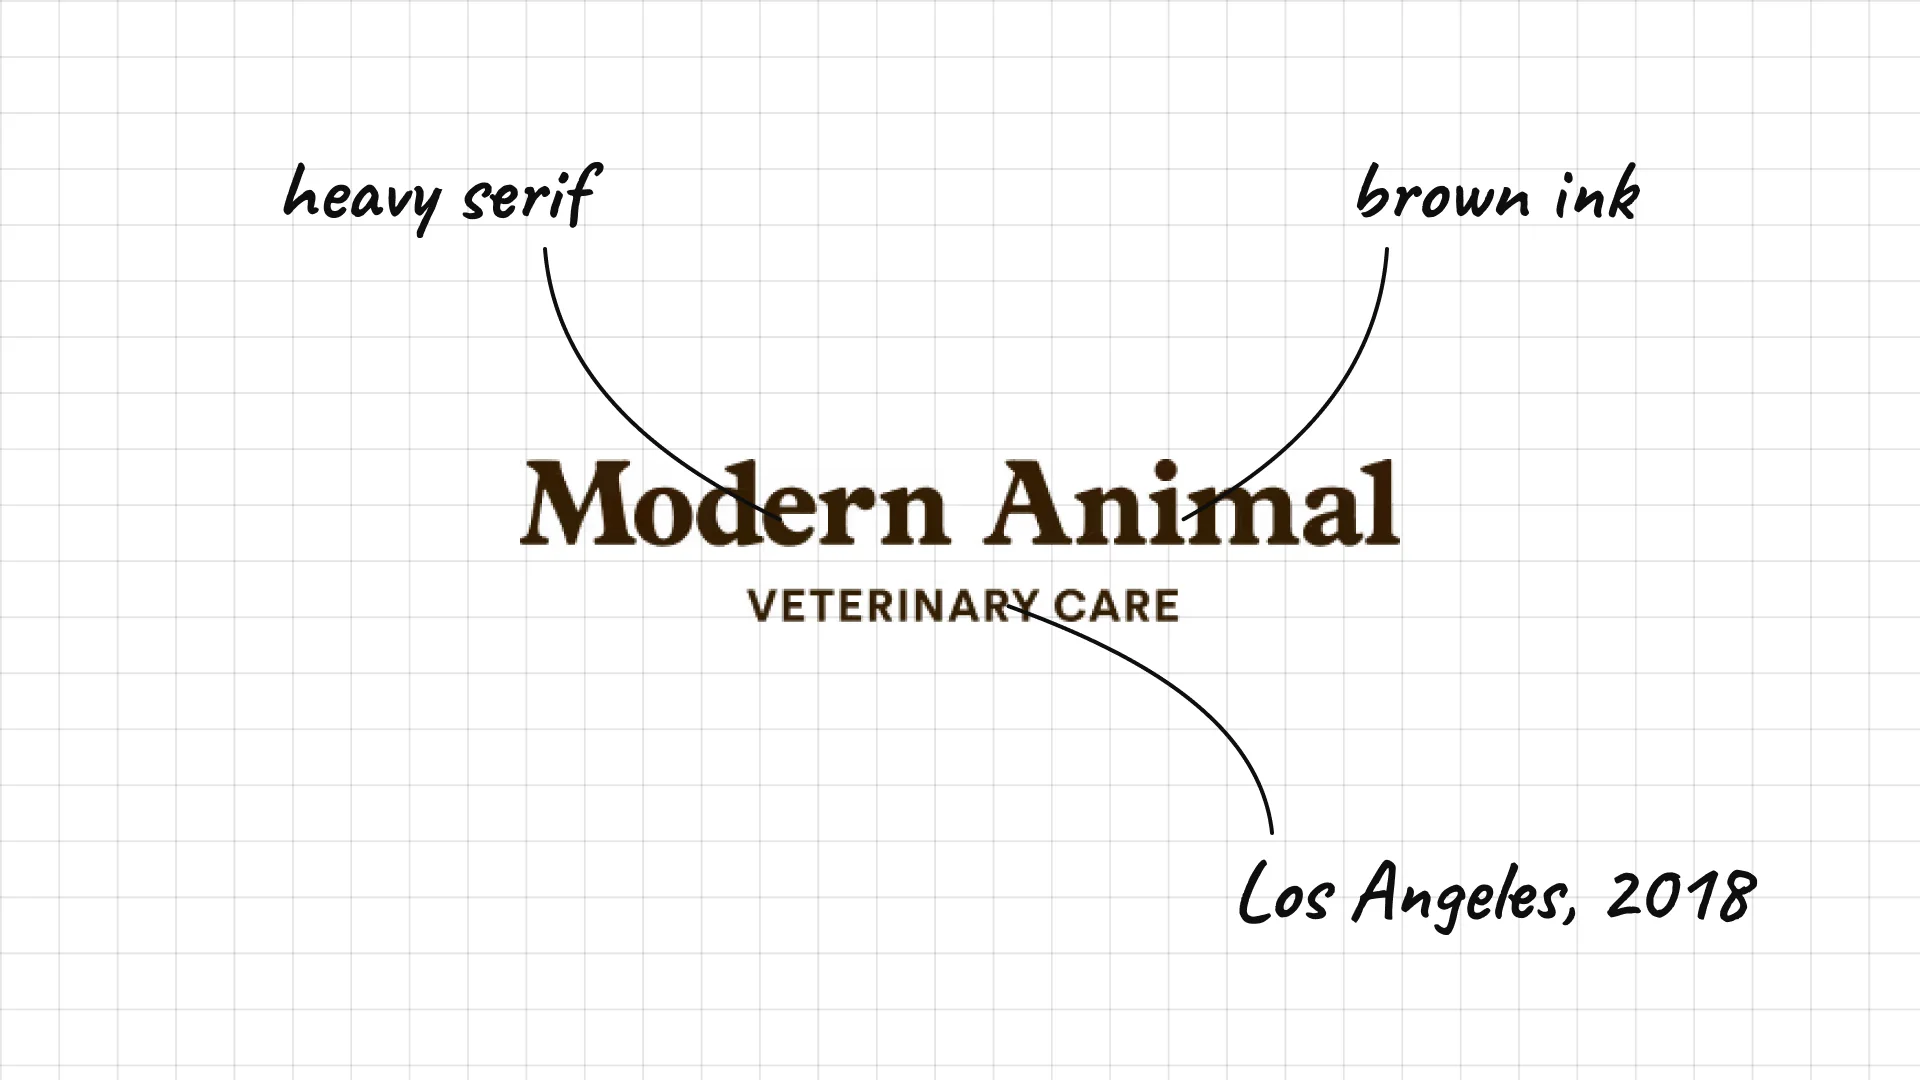 heavy serif
brown ink
Modern Animal
VETERINARY CARE
Los Angeles, 2018